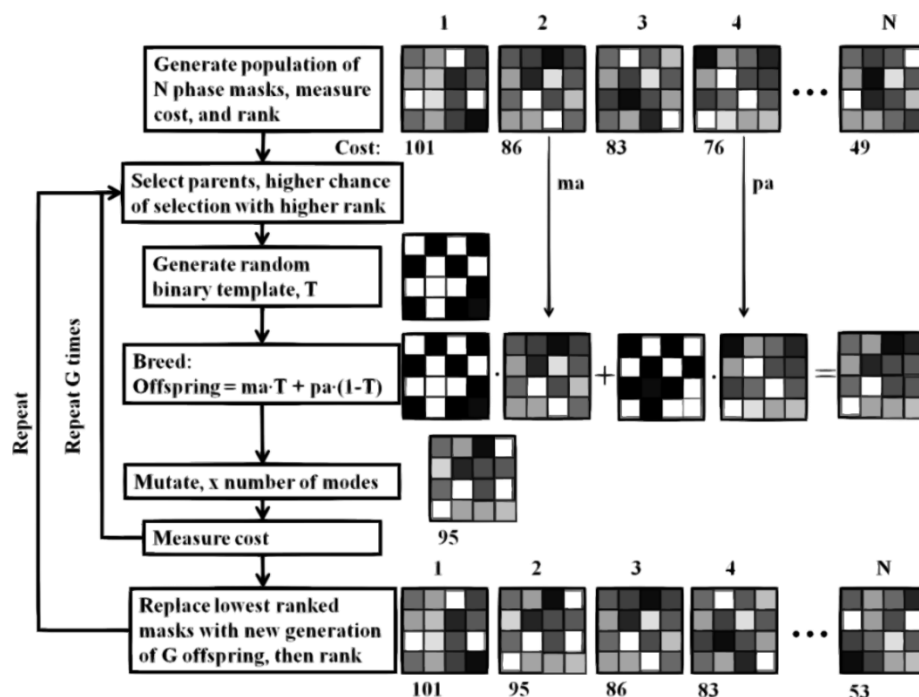 1 2 3 4 N
Generate population of
N phase masks, measure
cost, and rank
Cost: 101 86 83 76 ••• 49
Select parents, higher chance
of selection with higher rank
ma pa
Generate random
binary template, T
Breed:
Offspring = ma·T + pa·(1-T)
· + · =
Repeat
Repeat G times
Mutate, x number of modes
95
Measure cost
1 2 3 4 N
Replace lowest ranked
masks with new generation
of G offspring, then rank
•••
101 95 86 83 53